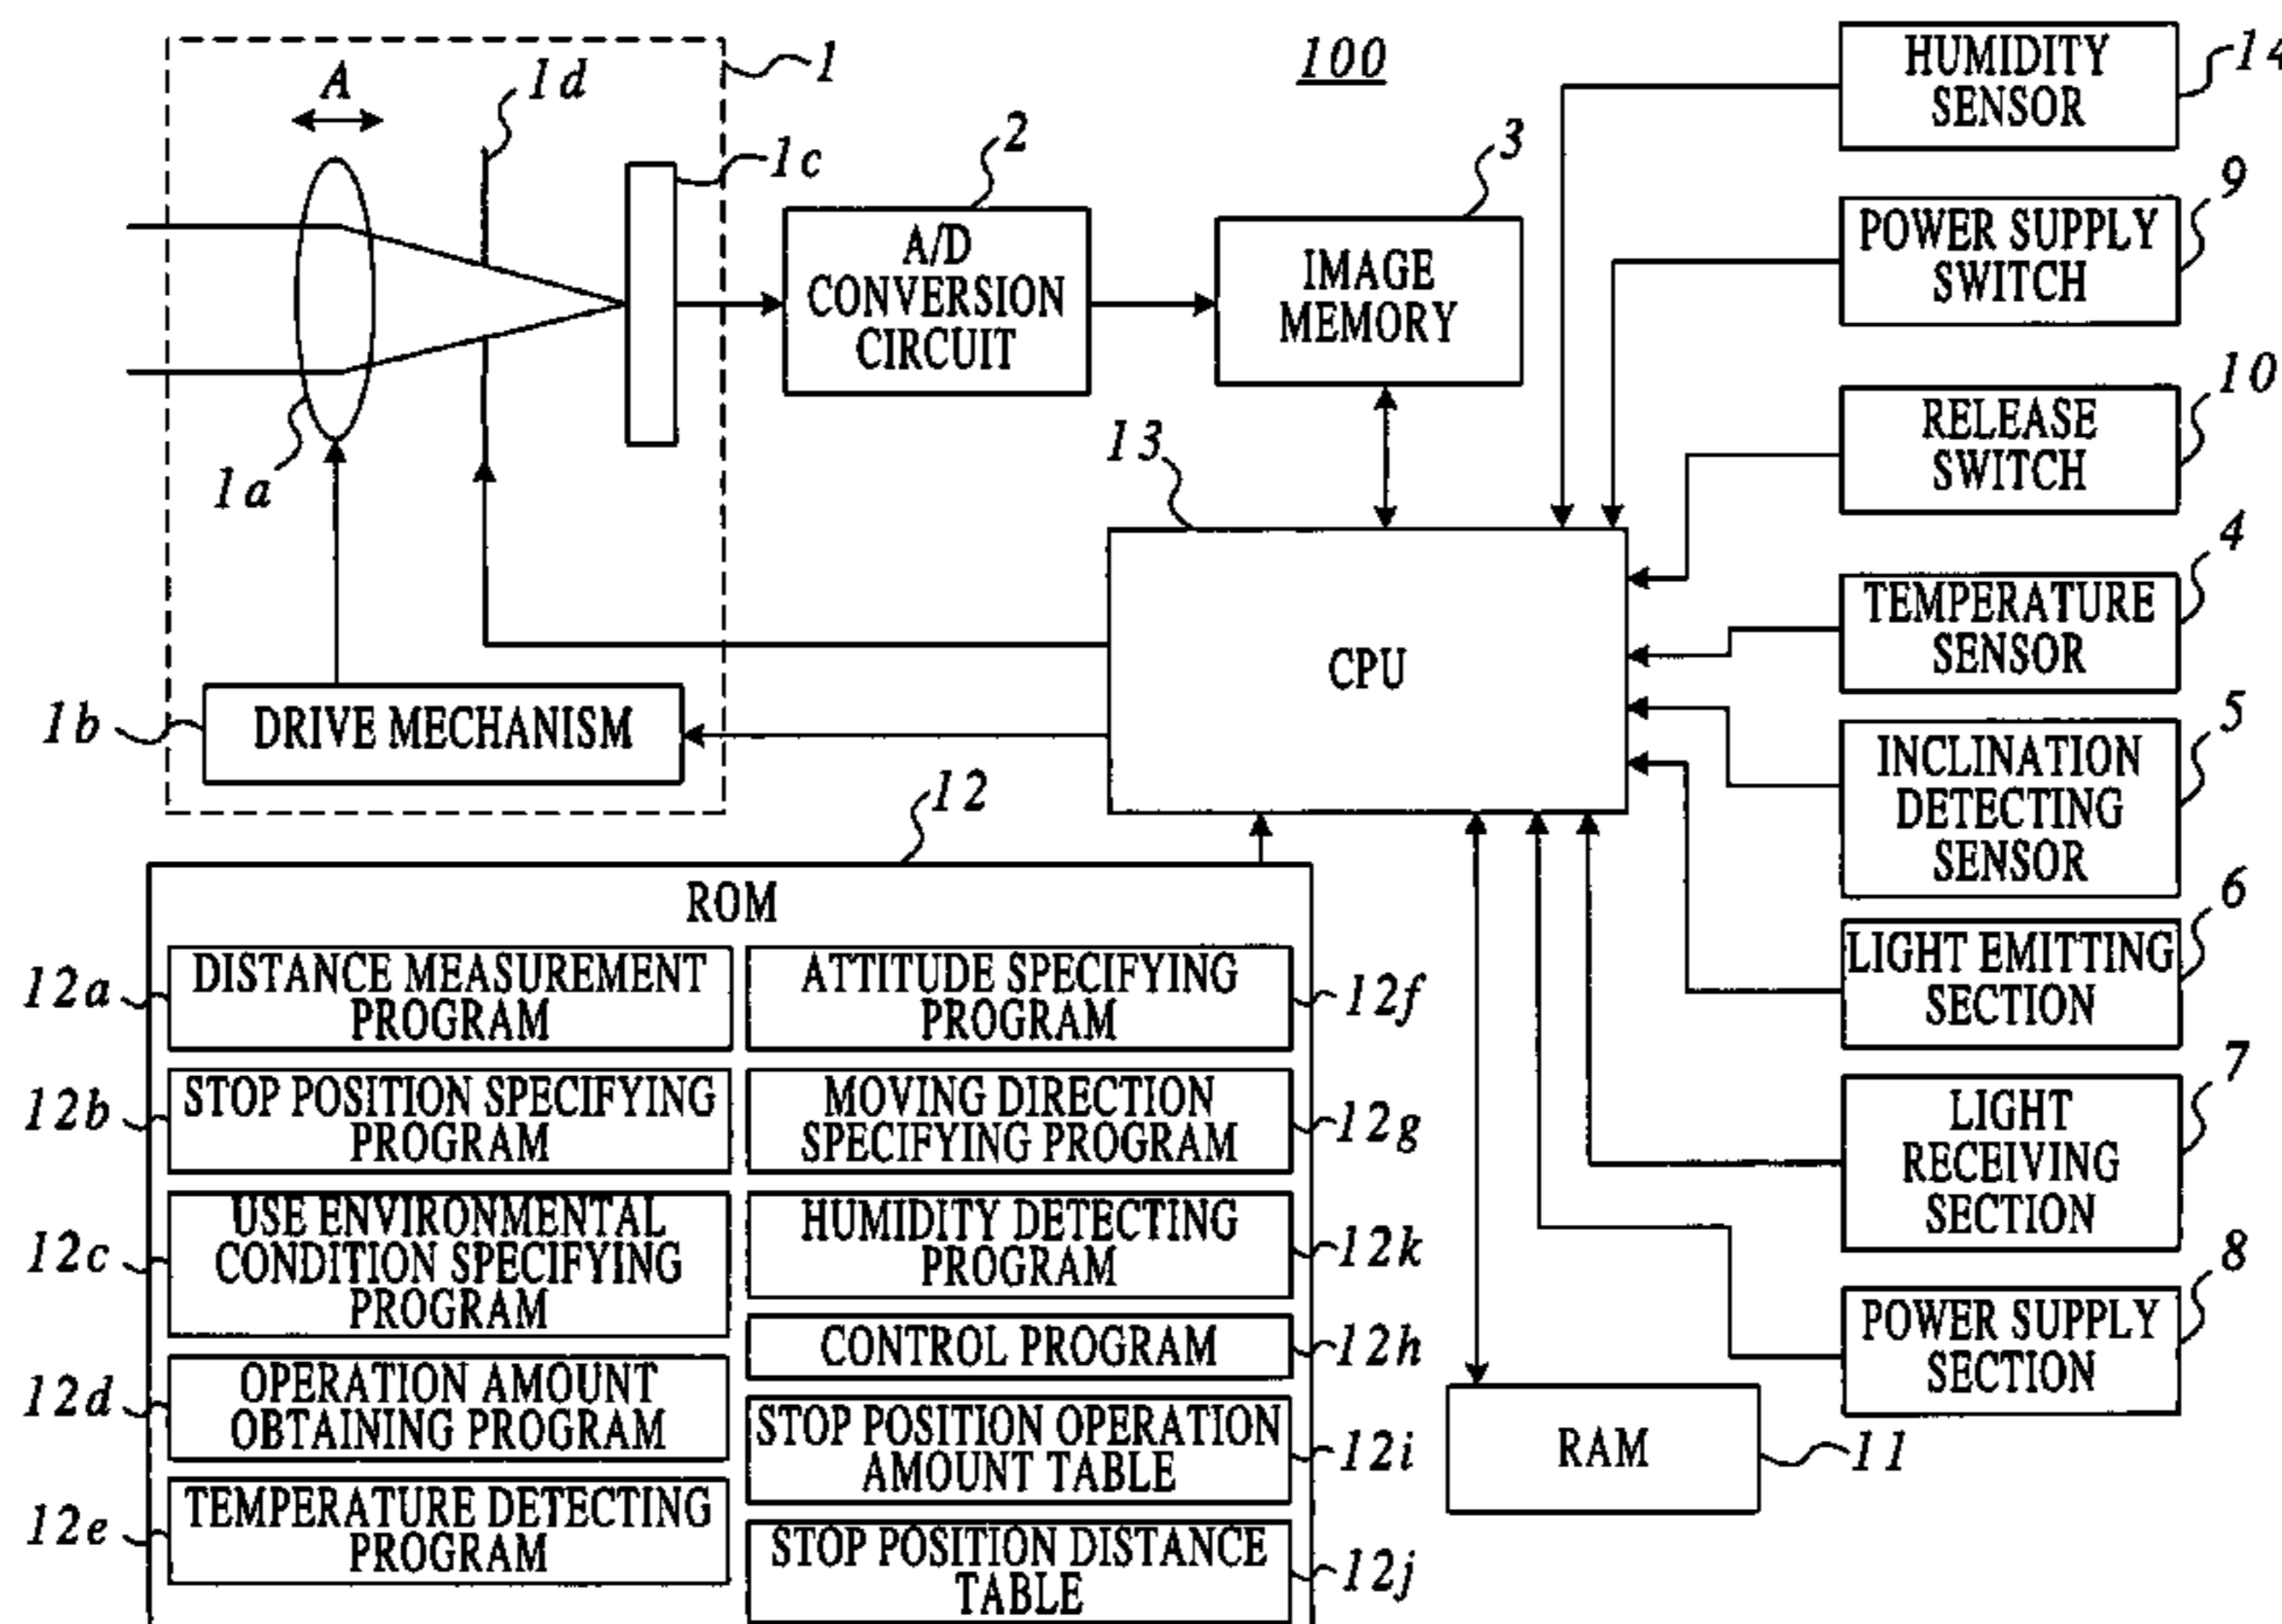 100
A
1d
1
1c
1a
1b
DRIVE MECHANISM
2
A/D
CONVERSION
CIRCUIT
3
IMAGE
MEMORY
13
CPU
HUMIDITY
SENSOR
14
POWER SUPPLY
SWITCH
9
RELEASE
SWITCH
10
TEMPERATURE
SENSOR
4
INCLINATION
DETECTING
SENSOR
5
LIGHT EMITTING
SECTION
6
LIGHT
RECEIVING
SECTION
7
POWER SUPPLY
SECTION
8
RAM
11
12
ROM
12a
DISTANCE MEASUREMENT
PROGRAM
12b
STOP POSITION SPECIFYING
PROGRAM
12c
USE ENVIRONMENTAL
CONDITION SPECIFYING
PROGRAM
12d
OPERATION AMOUNT
OBTAINING PROGRAM
12e
TEMPERATURE DETECTING
PROGRAM
ATTITUDE SPECIFYING
PROGRAM
12f
MOVING DIRECTION
SPECIFYING PROGRAM
12g
HUMIDITY DETECTING
PROGRAM
12k
CONTROL PROGRAM
12h
STOP POSITION OPERATION
AMOUNT TABLE
12i
STOP POSITION DISTANCE
TABLE
12j